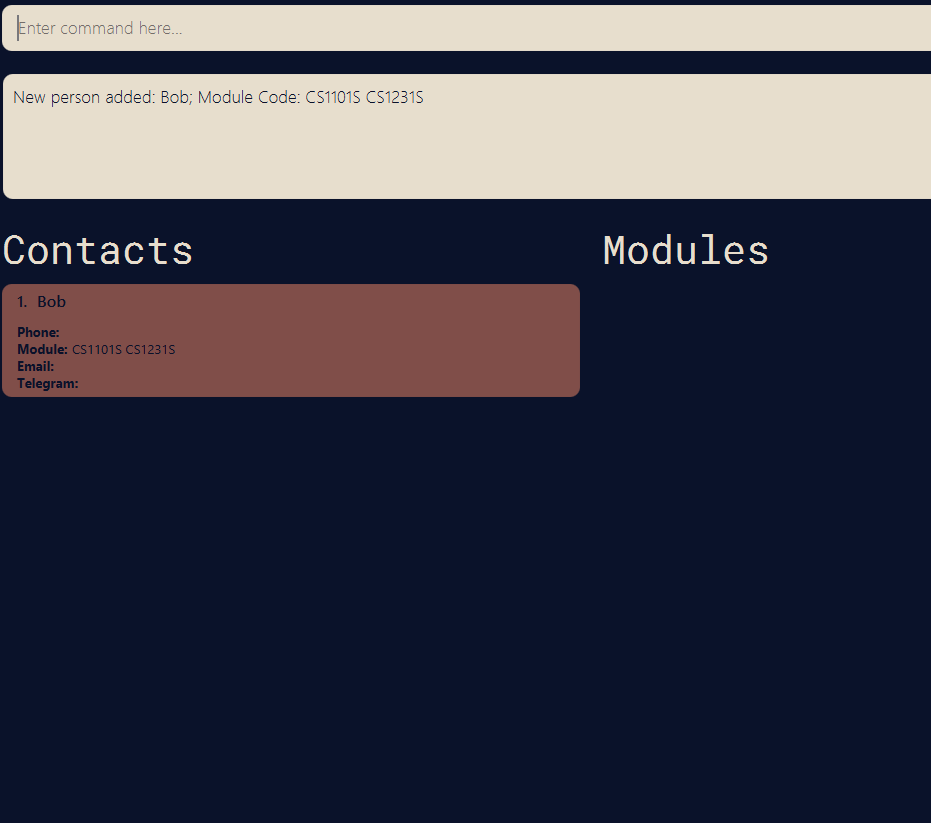 Enter command here...
New person added: Bob; Module Code: CS1101S CS1231S
Contacts
Modules
1. Bob
Phone:
Module: CS1101S CS1231S
Email:
Telegram: